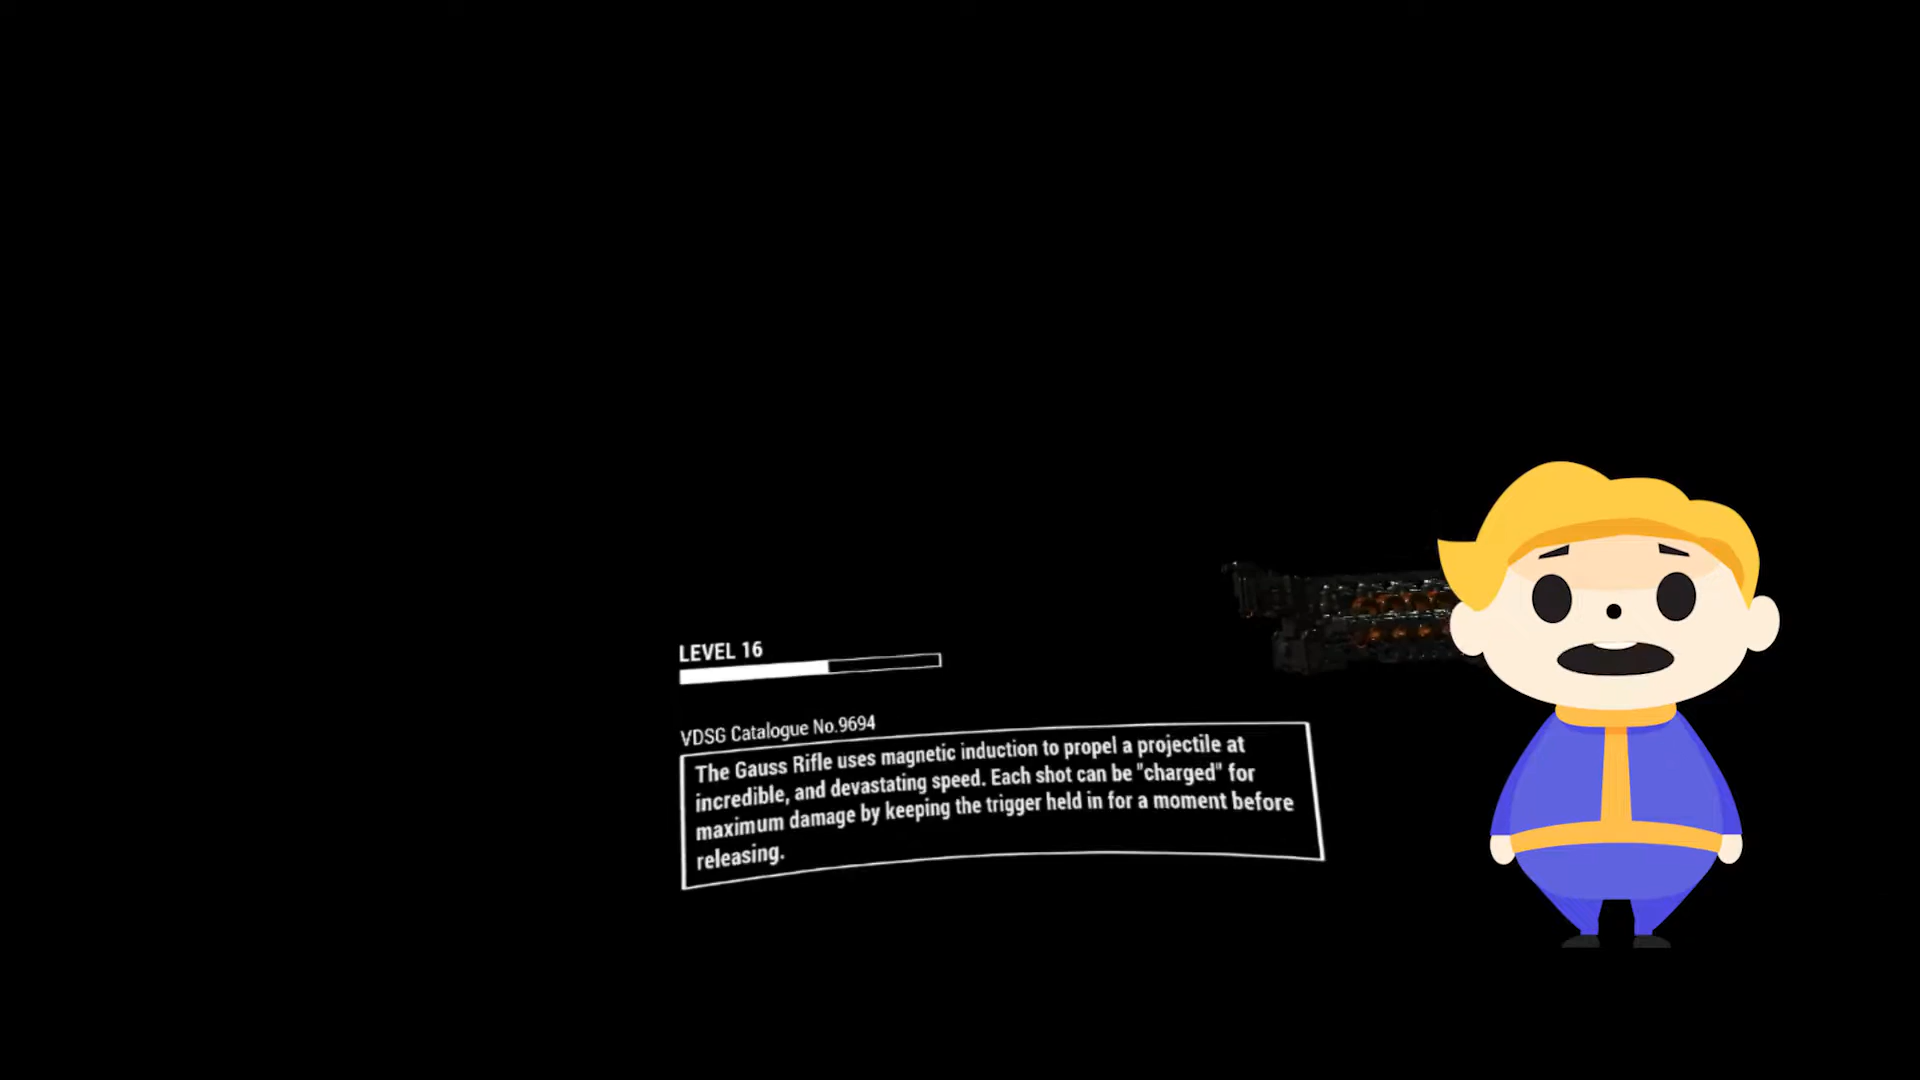 LEVEL 16
VDSG Catalogue No.9694
The Gauss Rifle uses magnetic induction to propel a projectile at
incredible, and devastating speed. Each shot can be "charged" for
maximum damage by keeping the trigger held in for a moment before
releasing.